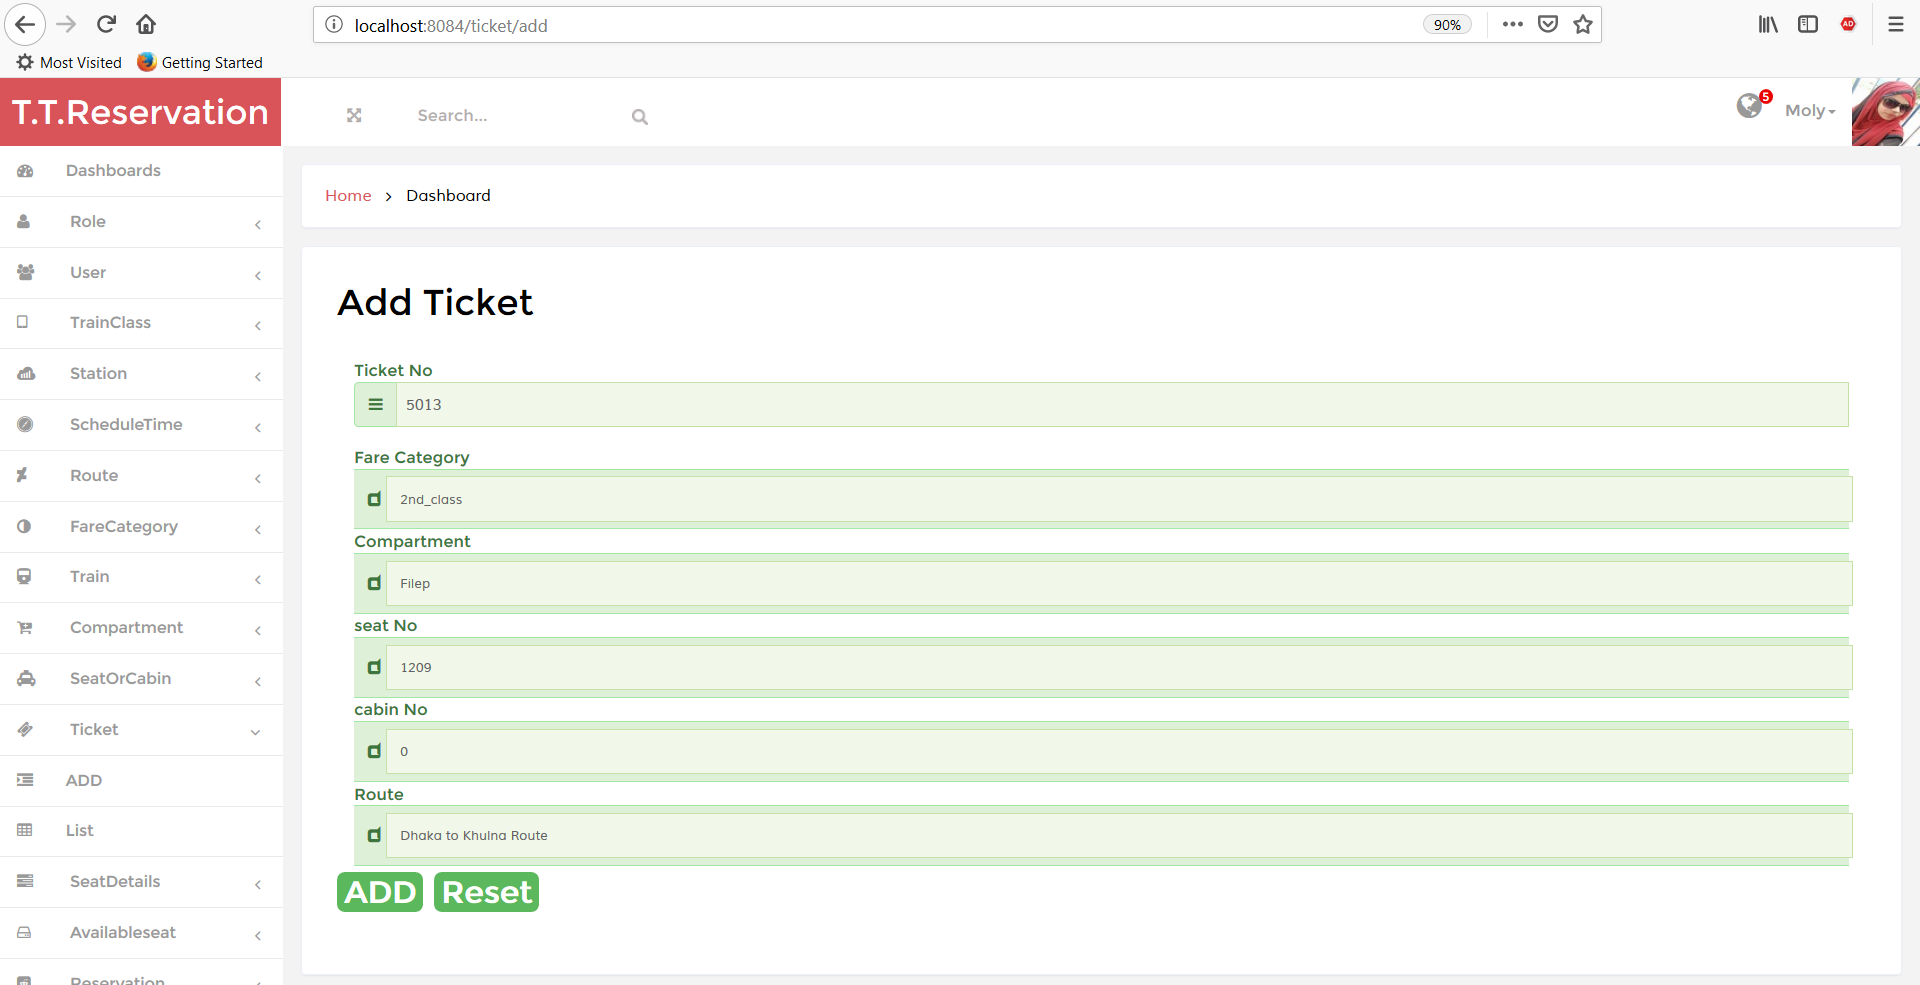 localhost:8084/ticket/add
90%
Most Visited
Getting Started
T.T.Reservation
Search...
5
Moly
Dashboards
Role
User
TrainClass
Station
ScheduleTime
Route
FareCategory
Train
Compartment
SeatOrCabin
Ticket
ADD
List
SeatDetails
Availableseat
Reservation
Home > Dashboard
Add Ticket
Ticket No
5013
Fare Category
2nd_class
Compartment
Filep
seat No
1209
cabin No
0
Route
Dhaka to Khulna Route
ADD Reset